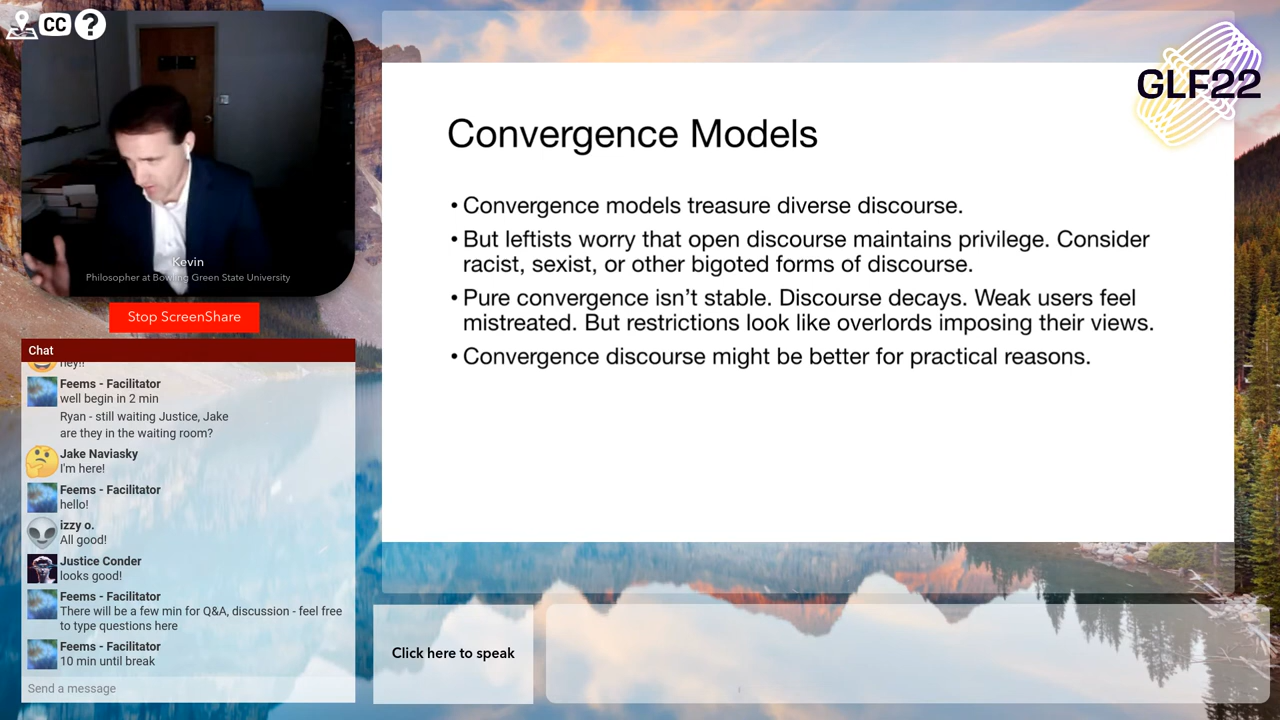 CC
?
Kevin
Philosopher at Bowling Green State University
Stop ScreenShare
Chat
hey!!
Feems - Facilitator
well begin in 2 min
Ryan - still waiting Justice, Jake
are they in the waiting room?
Jake Naviasky
I'm here!
Feems - Facilitator
hello!
izzy o.
All good!
Justice Conder
looks good!
Feems - Facilitator
There will be a few min for Q&A, discussion - feel free
to type questions here
Feems - Facilitator
10 min until break
Send a message
GLF22
Convergence Models
• Convergence models treasure diverse discourse.
• But leftists worry that open discourse maintains privilege. Consider
racist, sexist, or other bigoted forms of discourse.
• Pure convergence isn't stable. Discourse decays. Weak users feel
mistreated. But restrictions look like overlords imposing their views.
• Convergence discourse might be better for practical reasons.
Click here to speak